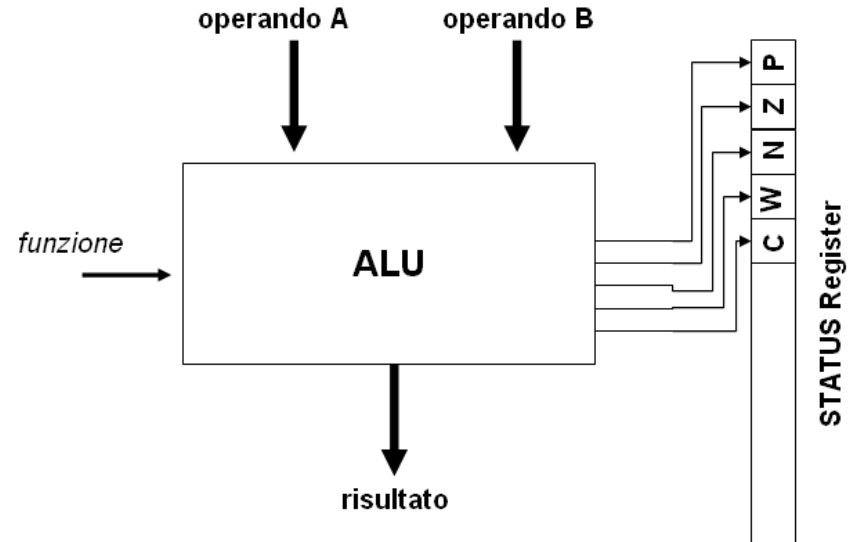 operando A
operando B
P
Z
N
W
C
funzione
ALU
STATUS Register
risultato